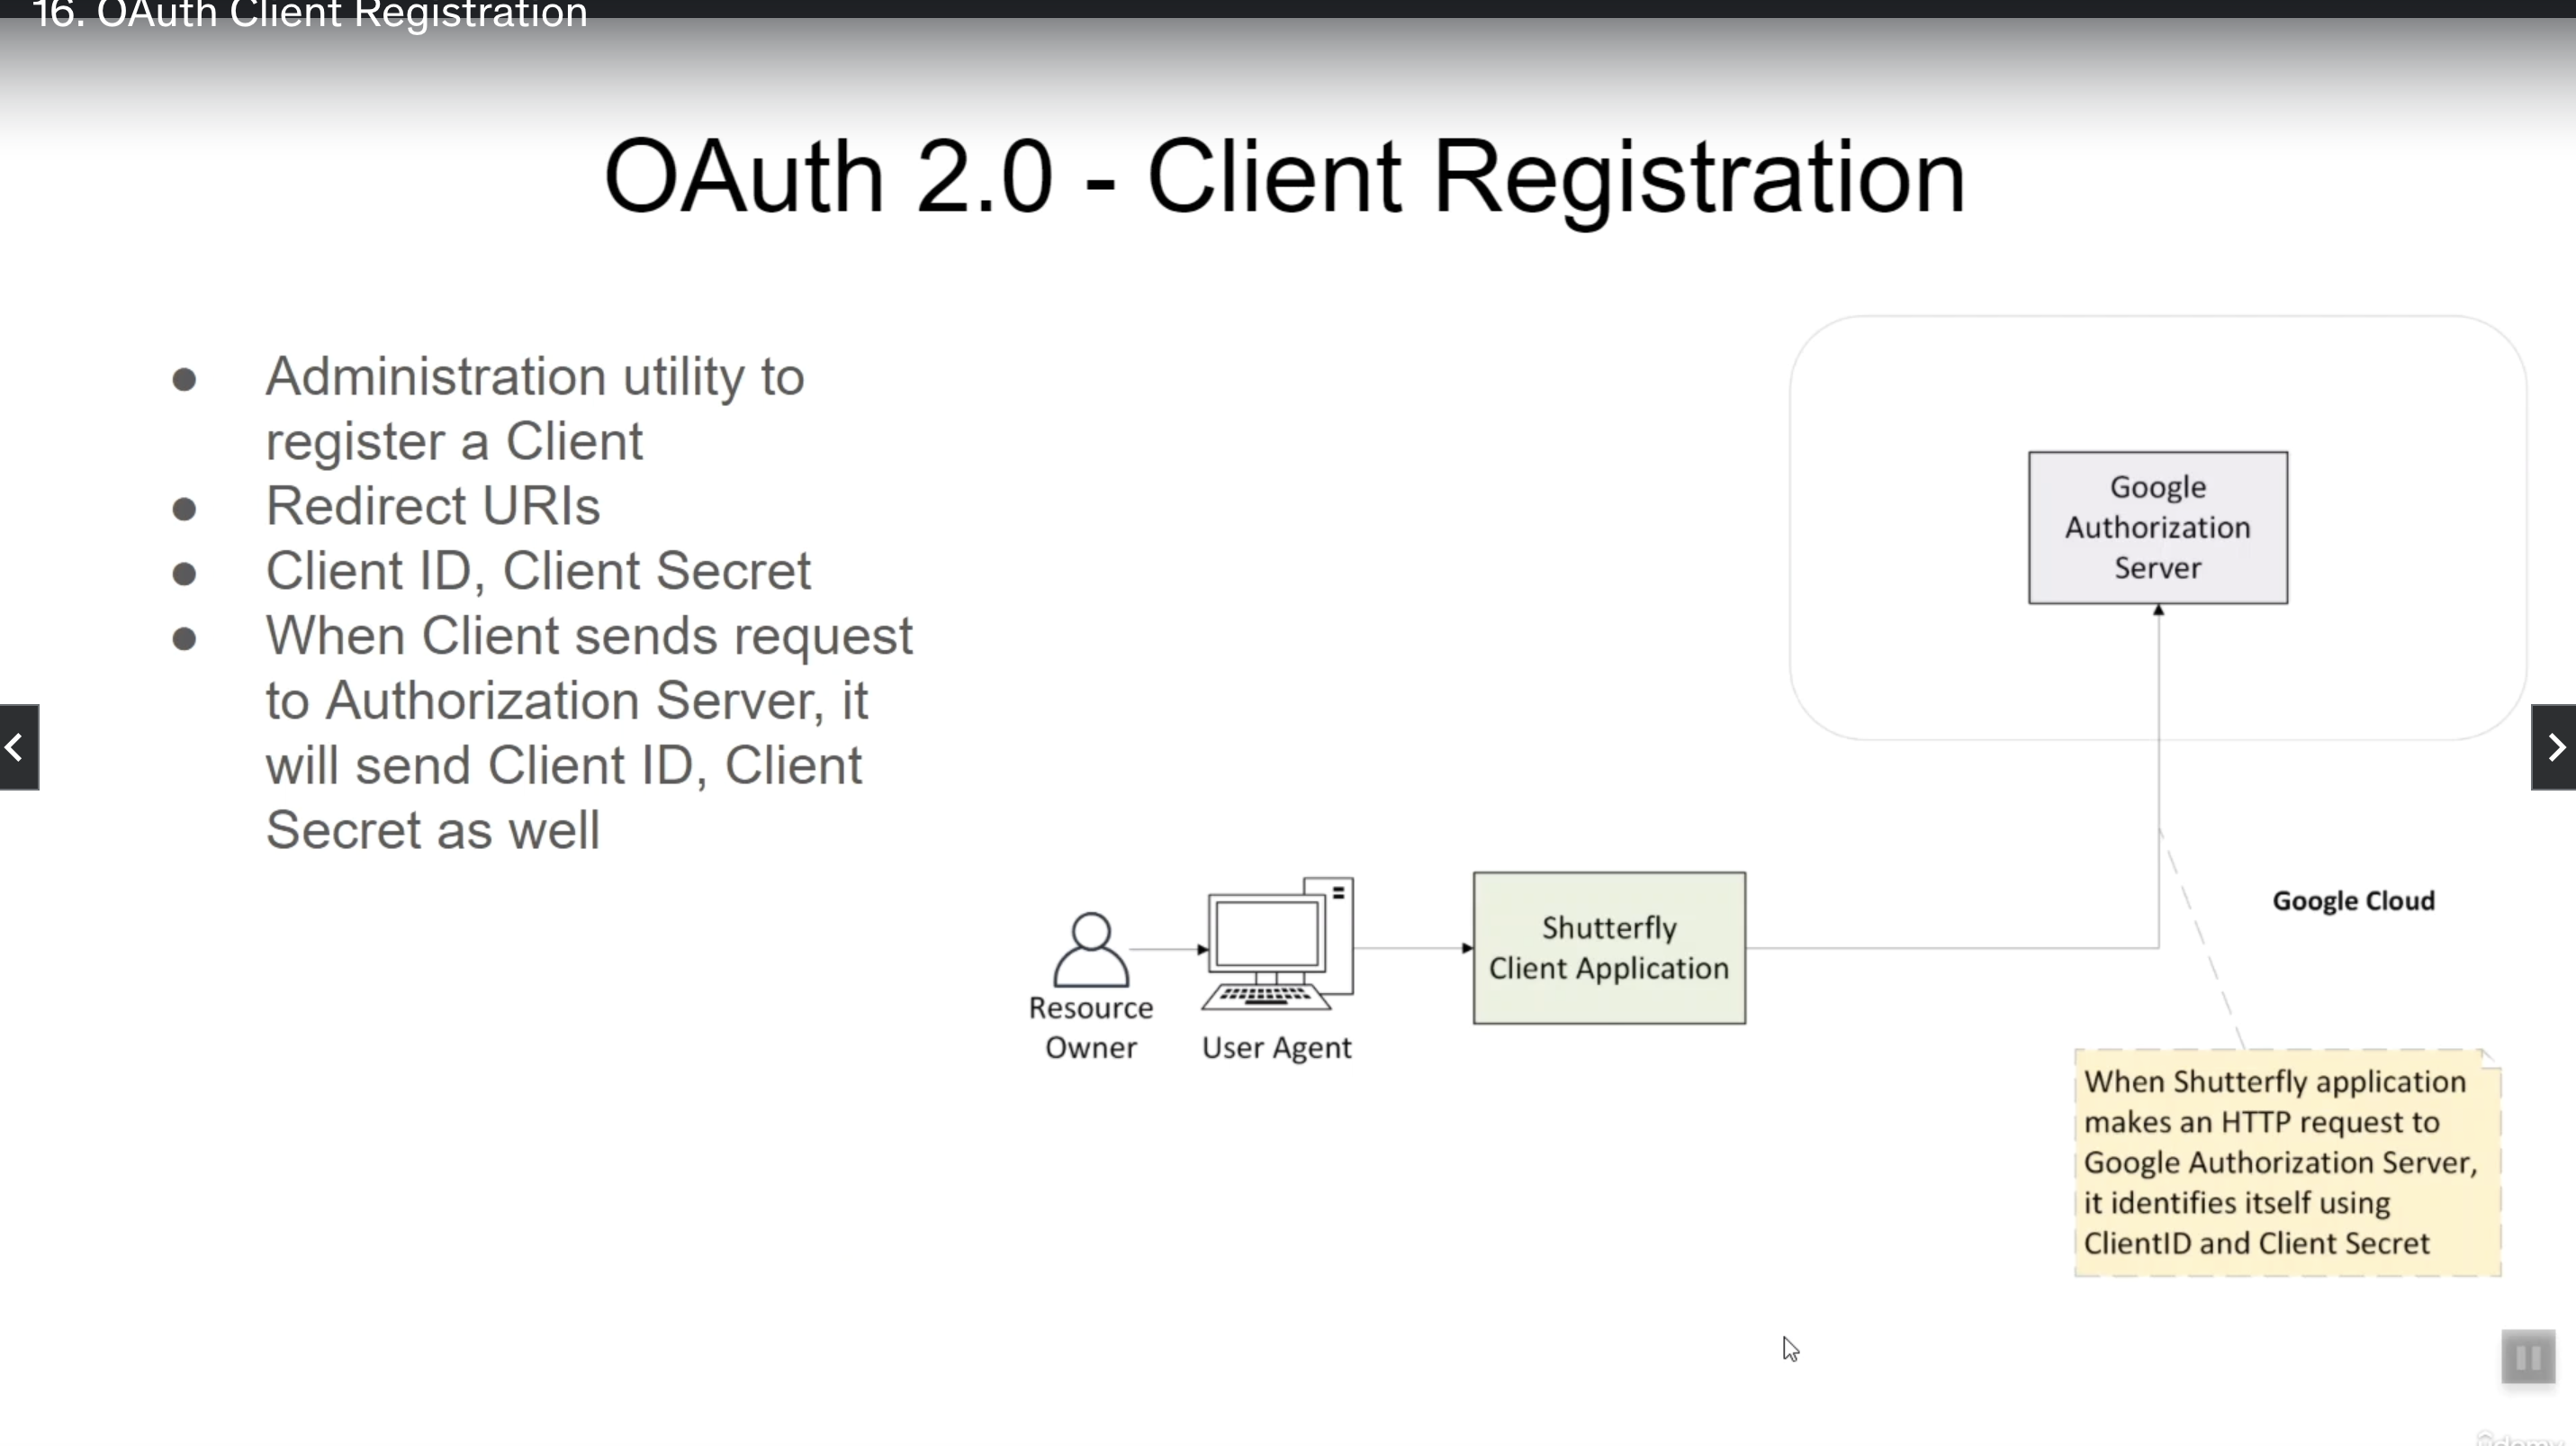 16. OAuth Client Registration
OAuth 2.0 - Client Registration
● Administration utility to
register a Client
● Redirect URIs
● Client ID, Client Secret
● When Client sends request
to Authorization Server, it
will send Client ID, Client
Secret as well
Google
Authorization
Server
Google Cloud
Shutterfly
Client Application
Resource
Owner
User Agent
When Shutterfly application
makes an HTTP request to
Google Authorization Server,
it identifies itself using
ClientID and Client Secret